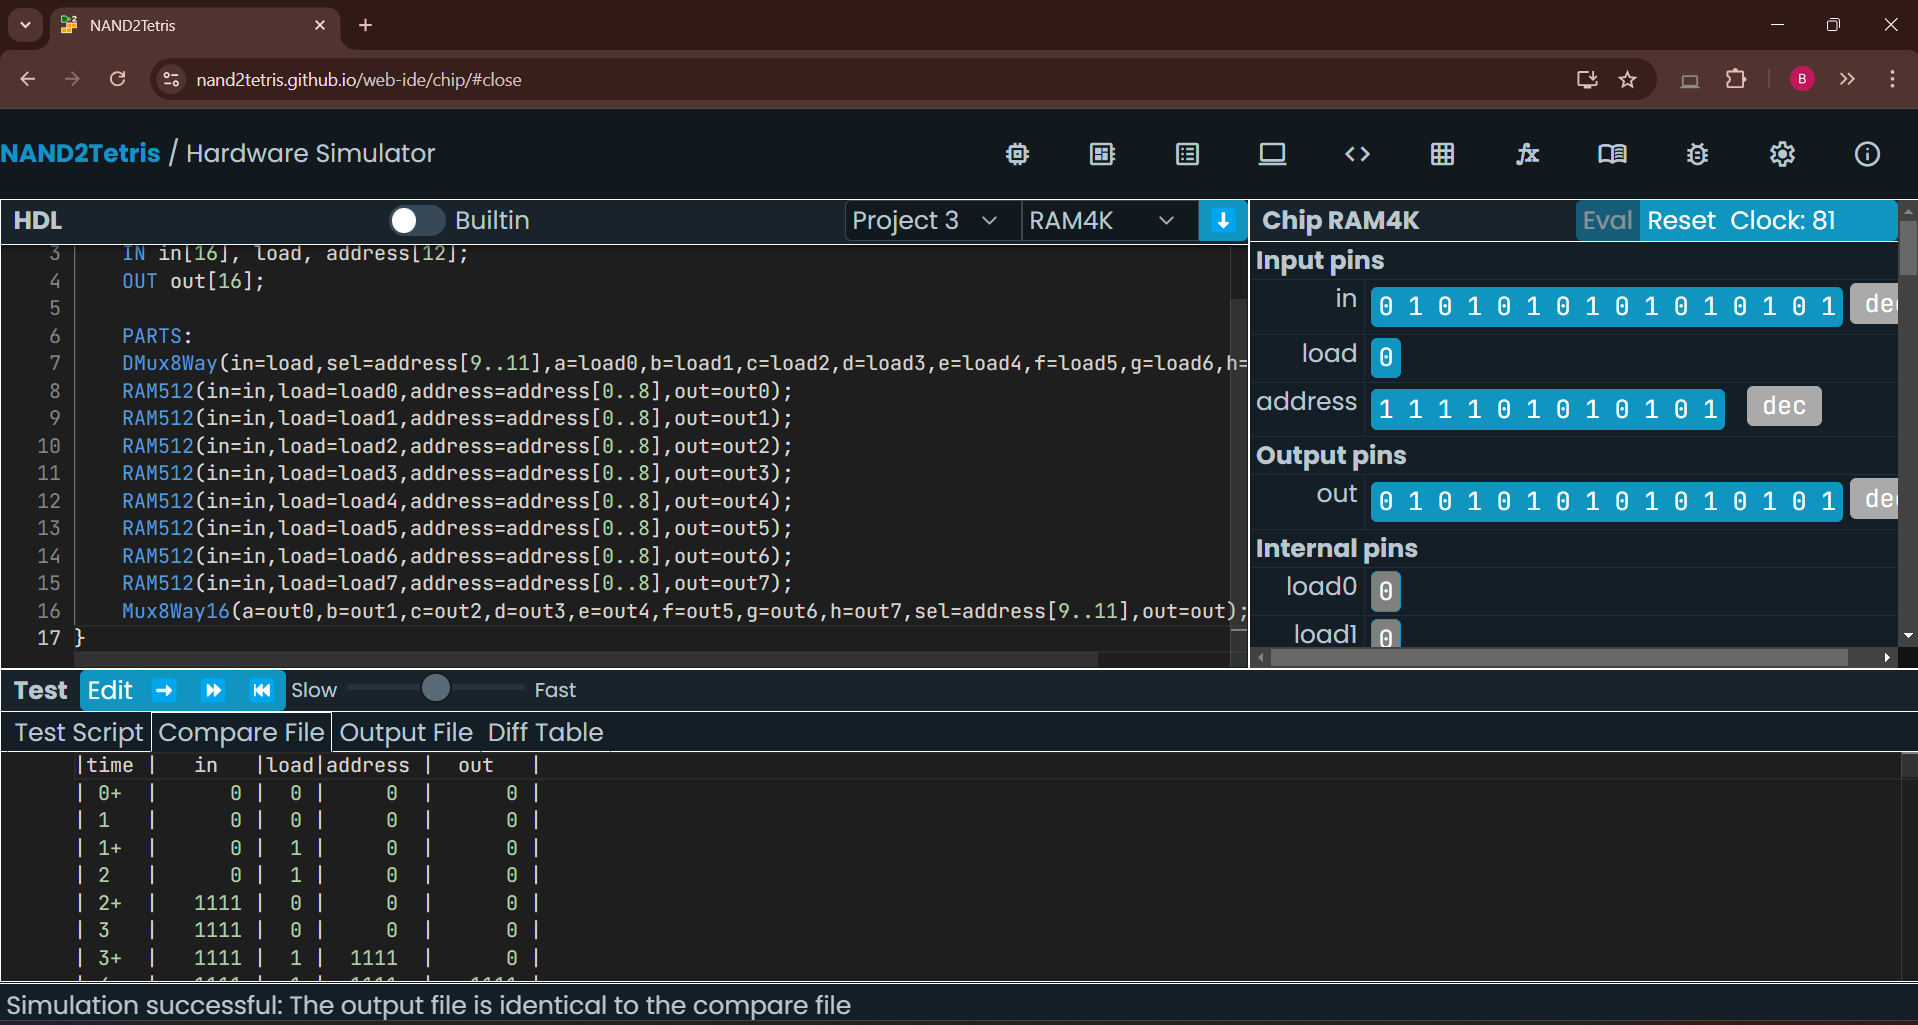 NAND2Tetris
nand2tetris.github.io/web-ide/chip/#close
B
NAND2Tetris / Hardware Simulator
HDL Builtin Project 3 RAM4K
3 IN in[16], load, address[12];
4 OUT out[16];
5
6 PARTS:
7 DMux8Way(in=load,sel=address[9..11],a=load0,b=load1,c=load2,d=load3,e=load4,f=load5,g=load6,h=
8 RAM512(in=in,load=load0,address=address[0..8],out=out0);
9 RAM512(in=in,load=load1,address=address[0..8],out=out1);
10 RAM512(in=in,load=load2,address=address[0..8],out=out2);
11 RAM512(in=in,load=load3,address=address[0..8],out=out3);
12 RAM512(in=in,load=load4,address=address[0..8],out=out4);
13 RAM512(in=in,load=load5,address=address[0..8],out=out5);
14 RAM512(in=in,load=load6,address=address[0..8],out=out6);
15 RAM512(in=in,load=load7,address=address[0..8],out=out7);
16 Mux8Way16(a=out0,b=out1,c=out2,d=out3,e=out4,f=out5,g=out6,h=out7,sel=address[9..11],out=out);
17 }
Chip RAM4K Eval Reset Clock: 81
Input pins
in 0 1 0 1 0 1 0 1 0 1 0 1 0 1 0 1 dec
load 0
address 1 1 1 1 0 1 0 1 0 1 0 1 dec
Output pins
out 0 1 0 1 0 1 0 1 0 1 0 1 0 1 0 1 dec
Internal pins
load0 0
load1 0
Test Edit Slow Fast
Test Script Compare File Output File Diff Table
|time | in |load|address | out |
| 0+ | 0 | 0 | 0 | 0 |
| 1 | 0 | 0 | 0 | 0 |
| 1+ | 0 | 1 | 0 | 0 |
| 2 | 0 | 1 | 0 | 0 |
| 2+ | 1111 | 0 | 0 | 0 |
| 3 | 1111 | 0 | 0 | 0 |
| 3+ | 1111 | 1 | 1111 | 0 |
Simulation successful: The output file is identical to the compare file